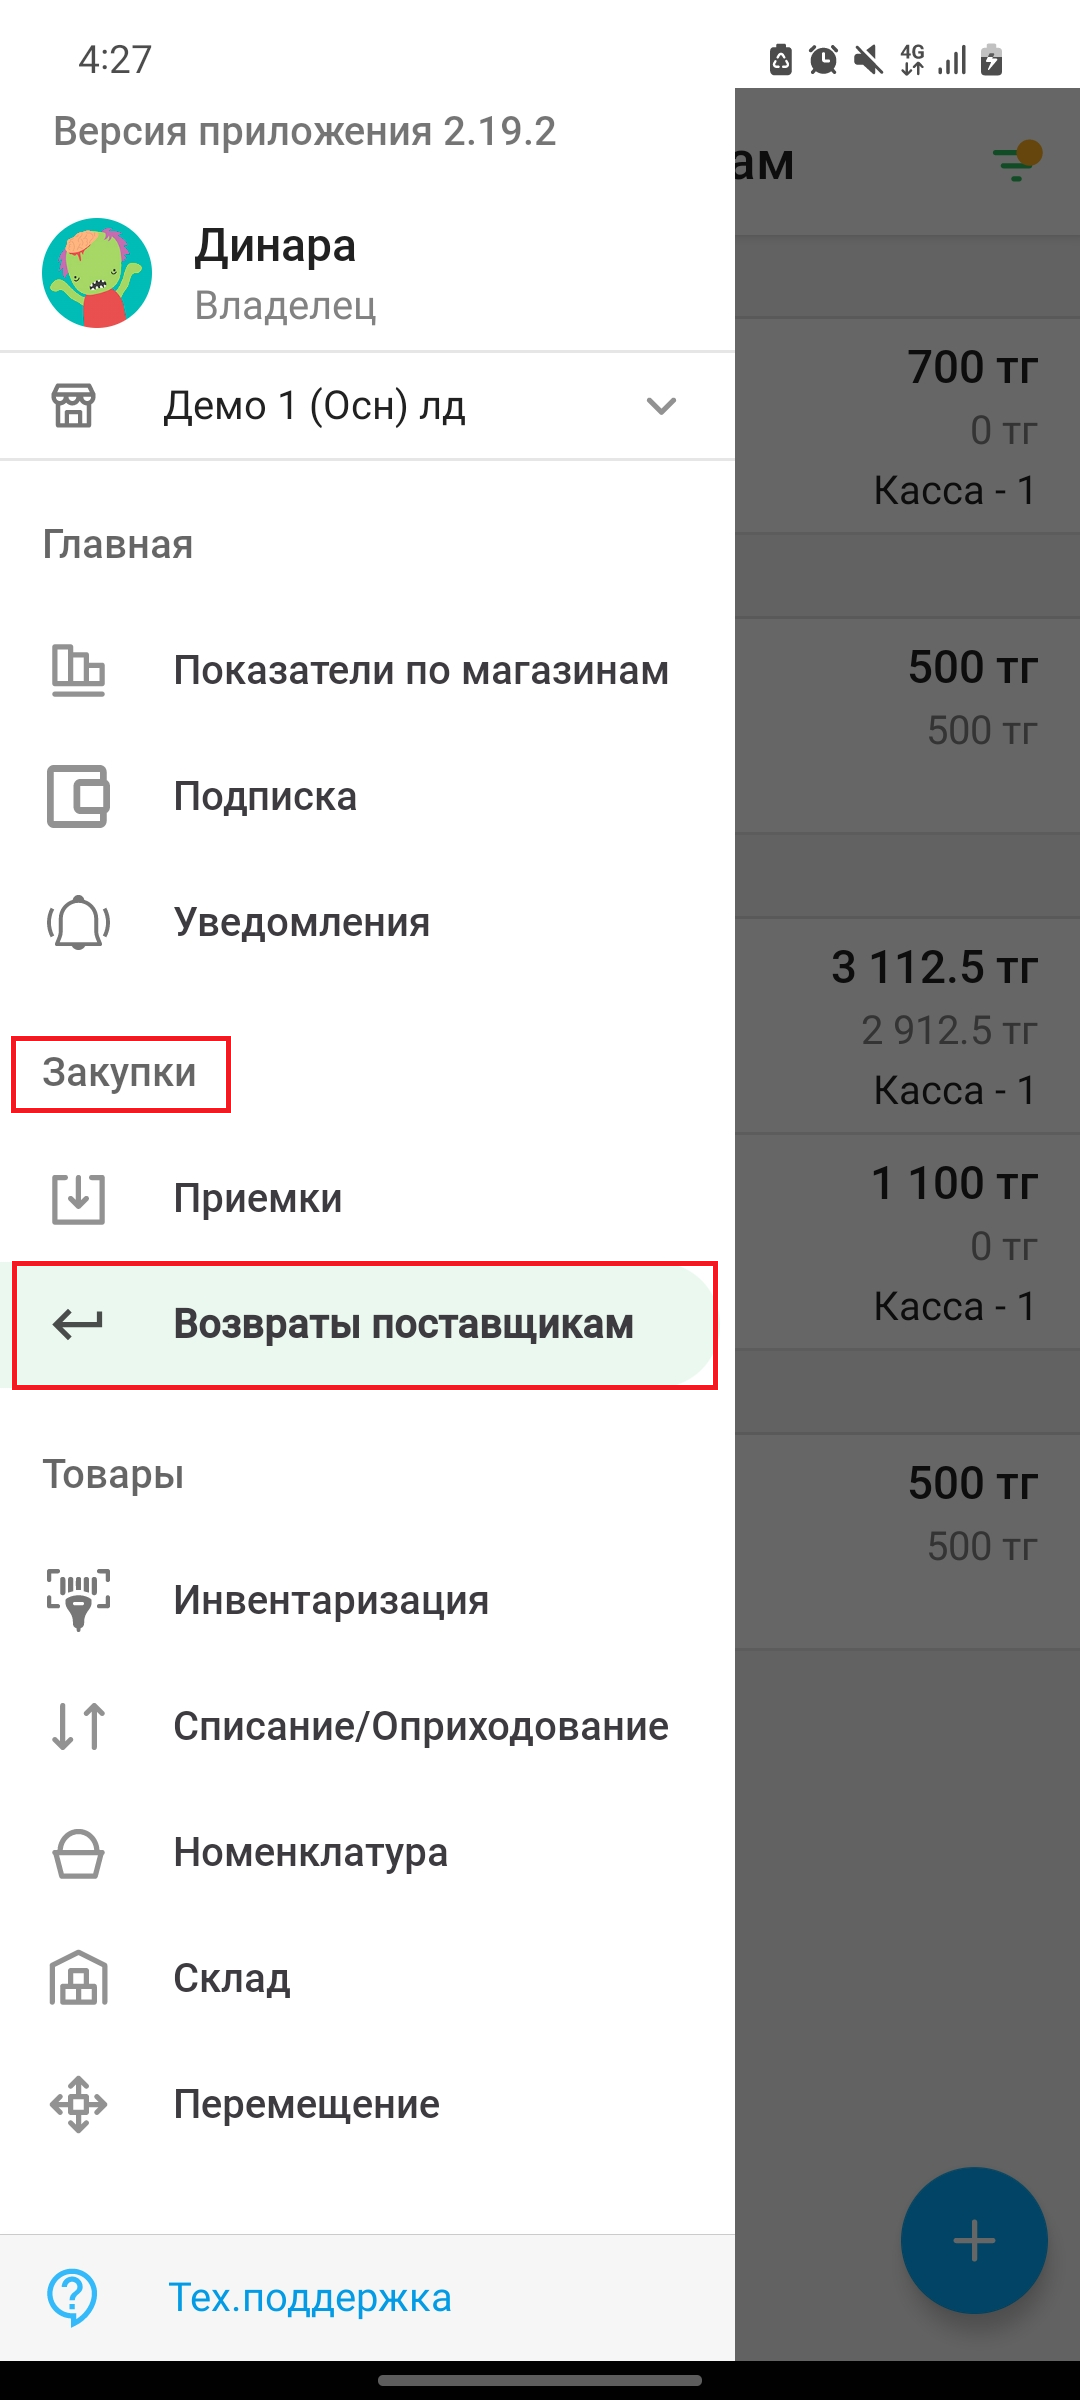 4:27
4G
Версия приложения 2.19.2
ам
Динара
Владелец
Демо 1 (Осн) лд
700 тг
0 тг
Касса - 1
Главная
Показатели по магазинам
500 тг
500 тг
Подписка
Уведомления
3 112.5 тг
2 912.5 тг
Касса - 1
Закупки
Приемки
1 100 тг
0 тг
Касса - 1
Возвраты поставщикам
Товары
500 тг
500 тг
Инвентаризация
Списание/Оприходование
Номенклатура
Склад
Перемещение
Тех.поддержка